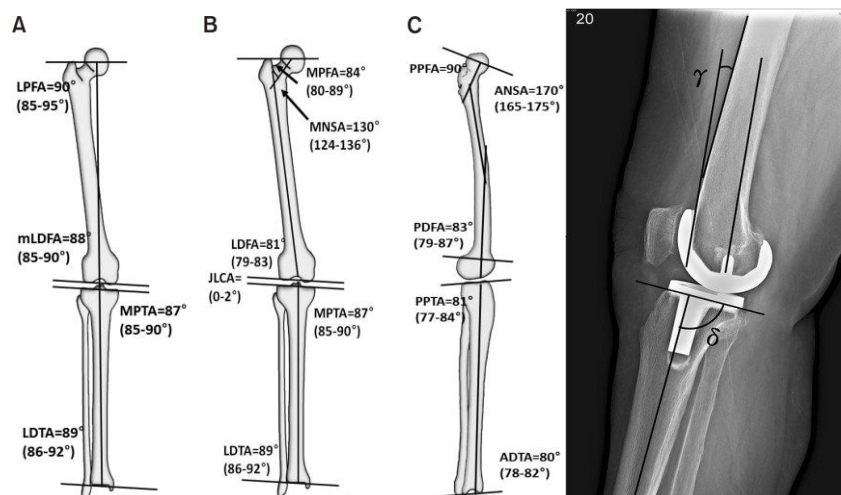 A
LPFA=90°
(85-95°)
mLDFA=88°
(85-90°)
MPTA=87°
(85-90°)
LDTA=89°
(86-92°)
B
MPFA=84°
(80-89°)
MNSA=130°
(124-136°)
LDFA=81°
(79-83)
JLCA=
(0-2°)
MPTA=87°
(85-90°)
LDTA=89°
(86-92°)
C
PPFA=90°
ANSA=170°
(165-175°)
PDFA=83°
(79-87°)
PPTA=81°
(77-84°)
ADTA=80°
(78-82°)
20
γ
δ